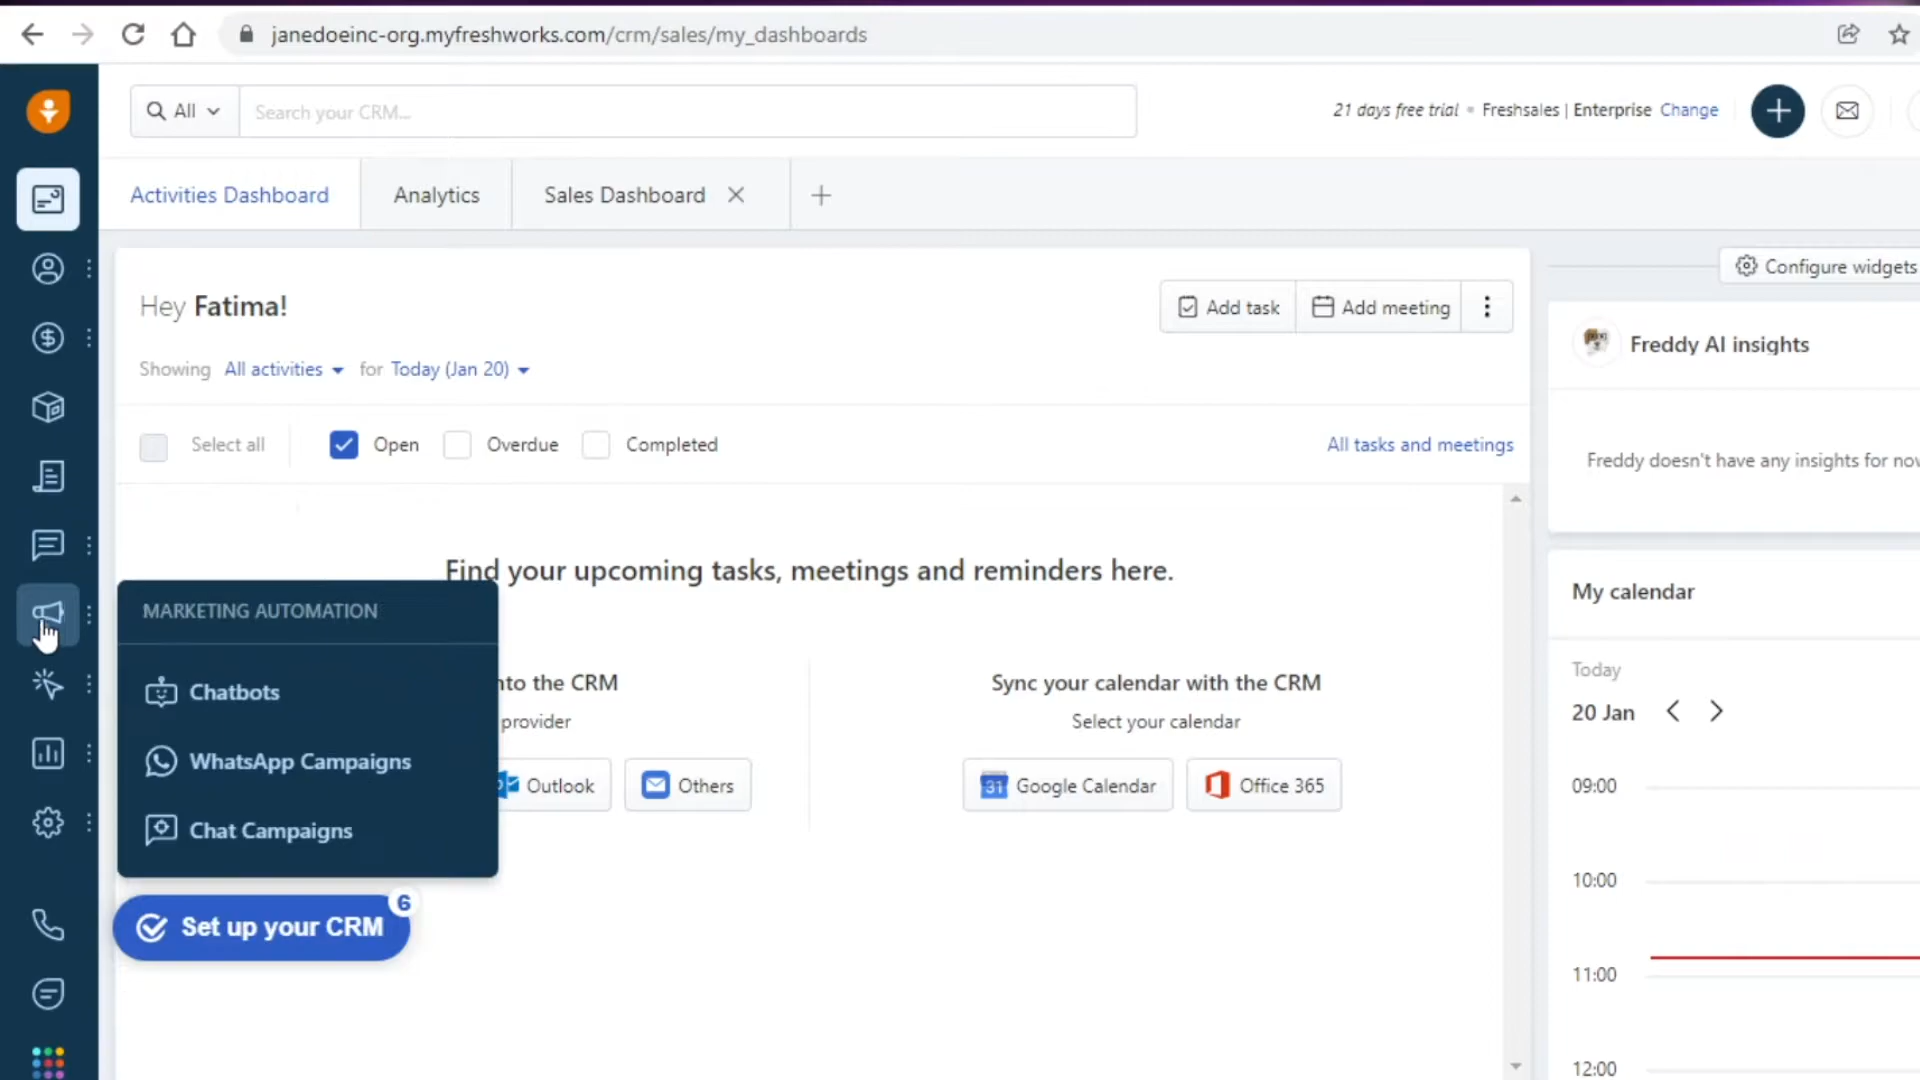 janedoeinc-org.myfreshworks.com/crm/sales/my_dashboards
All
Search your CRM...
21 days free trial • Freshsales | Enterprise Change
Activities Dashboard
Analytics
Sales Dashboard
Hey Fatima!
Add task
Add meeting
Configure widgets
Showing All activities for Today (Jan 20)
Freddy AI insights
Select all
Open
Overdue
Completed
All tasks and meetings
Freddy doesn't have any insights for now
Find your upcoming tasks, meetings and reminders here.
My calendar
MARKETING AUTOMATION
Chatbots
WhatsApp Campaigns
Chat Campaigns
nto the CRM
provider
Outlook
Others
Sync your calendar with the CRM
Select your calendar
31 Google Calendar
Office 365
Today
20 Jan
09:00
10:00
11:00
12:00
Set up your CRM
6